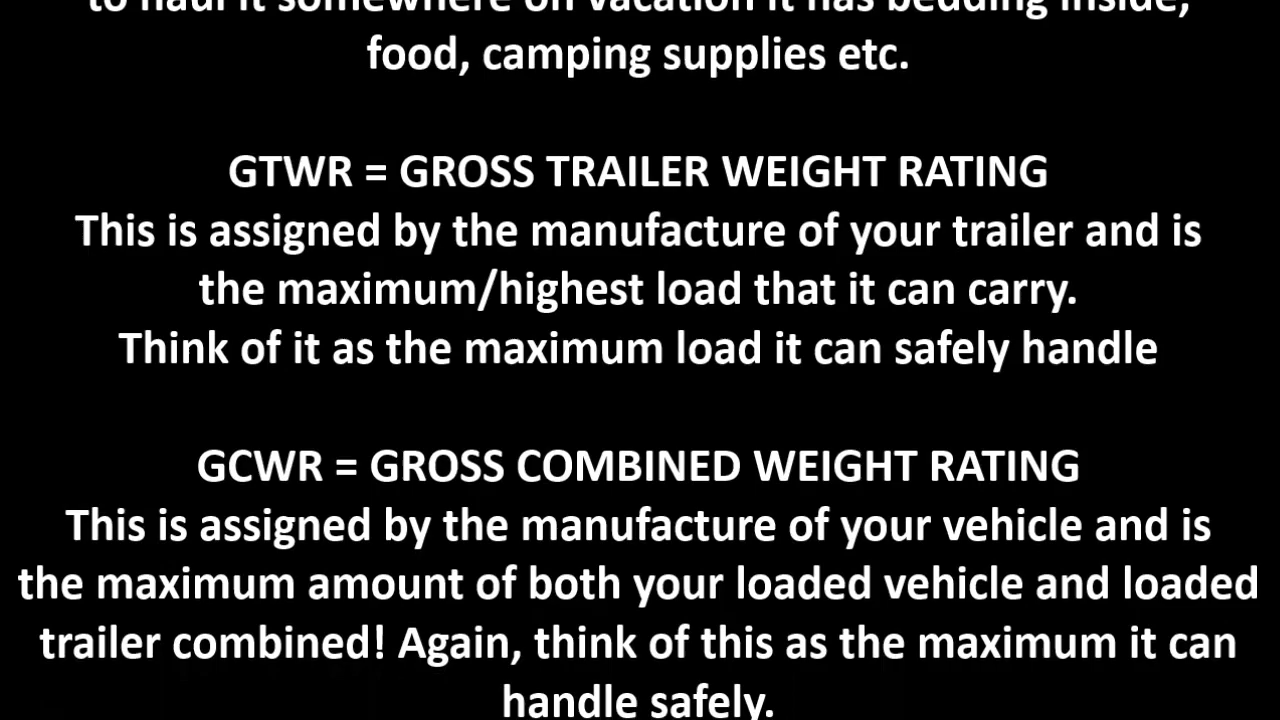 to haul it somewhere on vacation it has bedding inside,
food, camping supplies etc.
GTWR = GROSS TRAILER WEIGHT RATING
This is assigned by the manufacture of your trailer and is
the maximum/highest load that it can carry.
Think of it as the maximum load it can safely handle
GCWR = GROSS COMBINED WEIGHT RATING
This is assigned by the manufacture of your vehicle and is
the maximum amount of both your loaded vehicle and loaded
trailer combined! Again, think of this as the maximum it can
handle safely.